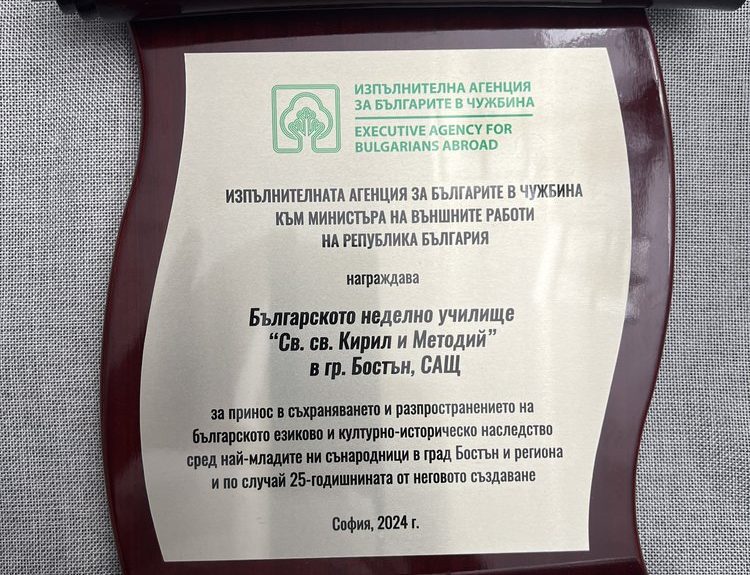 ИЗПЪЛНИТЕЛНА АГЕНЦИЯ
ЗА БЪЛГАРИТЕ В ЧУЖБИНА
EXECUTIVE AGENCY FOR
BULGARIANS ABROAD
ИЗПЪЛНИТЕЛНАТА АГЕНЦИЯ ЗА БЪЛГАРИТЕ В ЧУЖБИНА
КЪМ МИНИСТЪРА НА ВЪНШНИТЕ РАБОТИ
НА РЕПУБЛИКА БЪЛГАРИЯ
награждава
Българското неделно училище
“Св. св. Кирил и Методий”
в гр. Бостън, САЩ
за принос в съхраняването и разпространението на
българското езиково и културно-историческо наследство
сред най-младите ни сънародници в град Бостън и региона
и по случай 25-годишнината от неговото създаване
София, 2024 г.